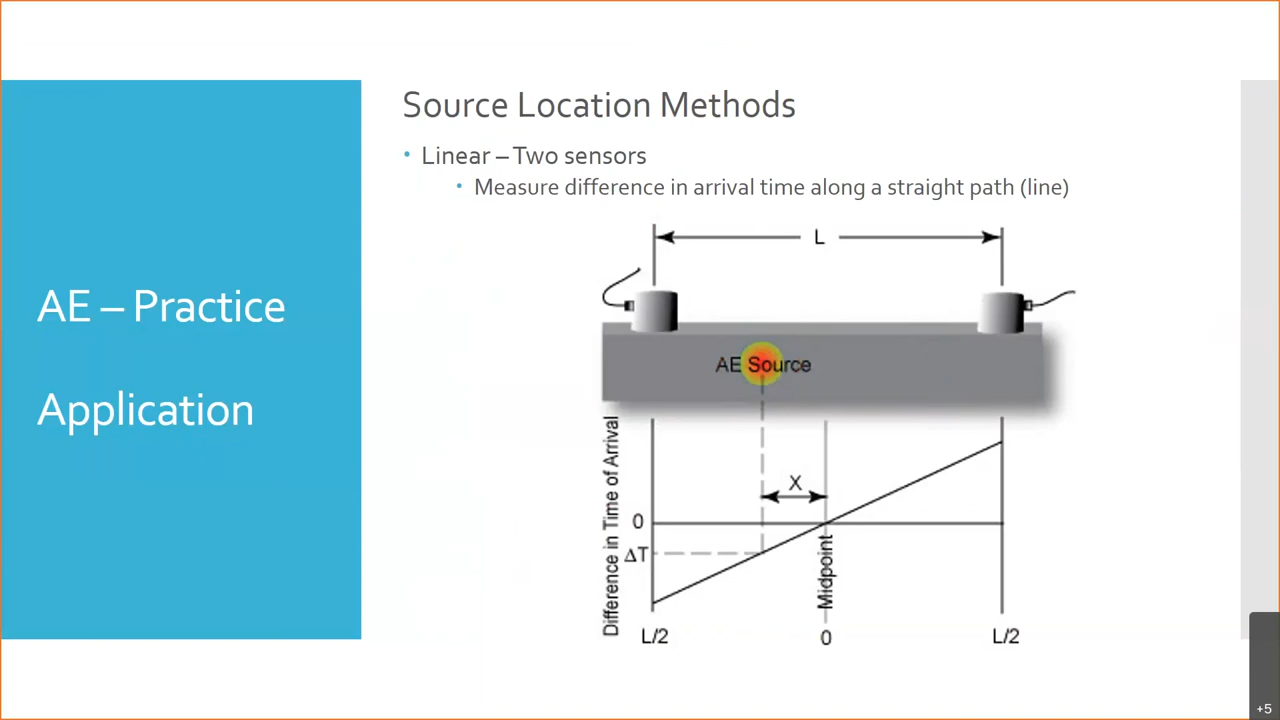 AE – Practice
Application
Source Location Methods
• Linear – Two sensors
• Measure difference in arrival time along a straight path (line)
L
AE Source
Difference in Time of Arrival
X
0
ΔT
Midpoint
L/2
0
L/2
+5